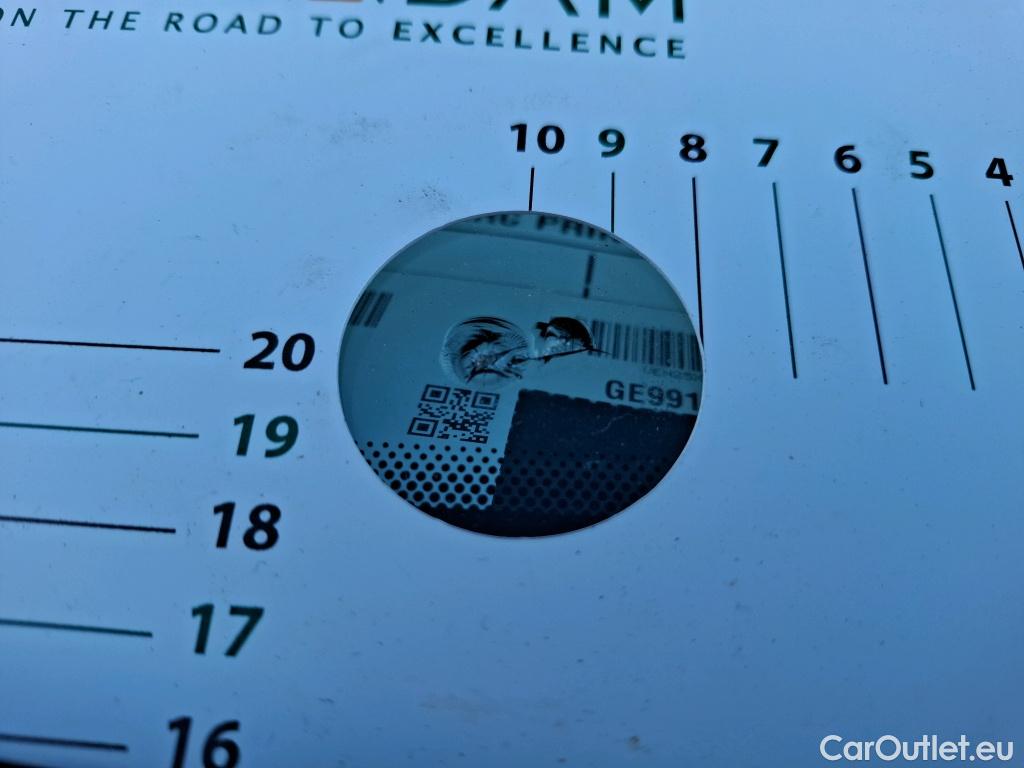 ON THE ROAD TO EXCELLENCE
10 9 8 7 6 5 4
20
GE991
19
18
17
16
CarOutlet.eu